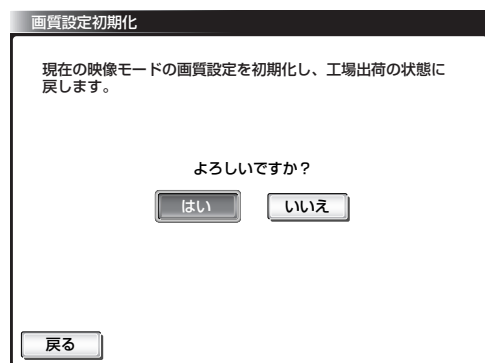 画質設定初期化
現在の映像モードの画質設定を初期化し、工場出荷の状態に
戻します。
よろしいですか？
はい いいえ
戻る